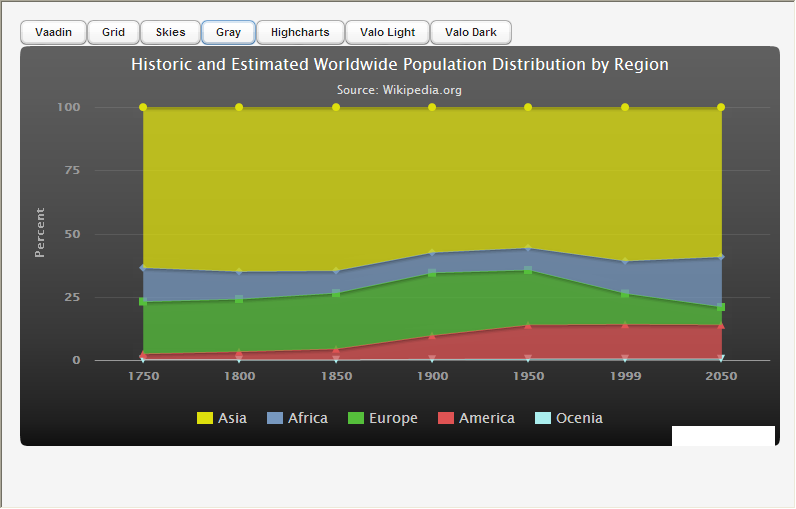 Vaadin Grid Skies Gray Highcharts Valo Light Valo Dark
Historic and Estimated Worldwide Population Distribution by Region
Source: Wikipedia.org
100
75
50
25
0
Percent
1750 1800 1850 1900 1950 1999 2050
Asia Africa Europe America Ocenia